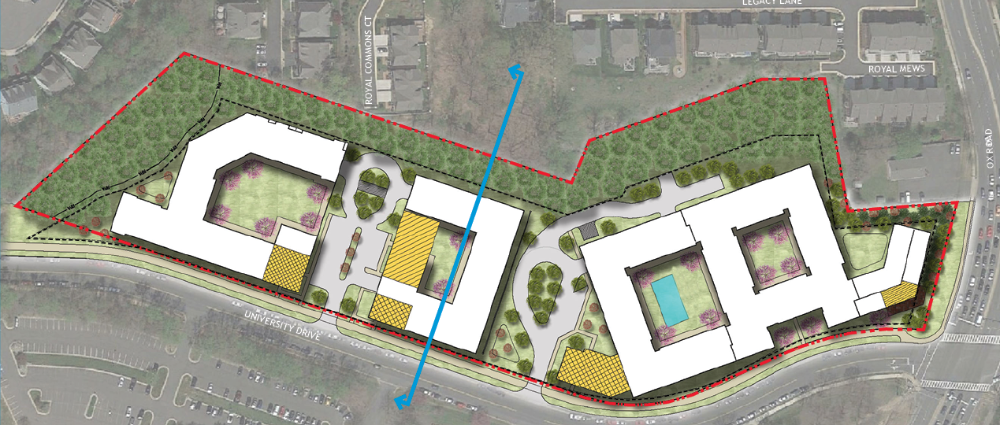 LEGACY LANE
ROYAL COMMONS CT
ROYAL MEWS
OX ROAD
UNIVERSITY DRIVE